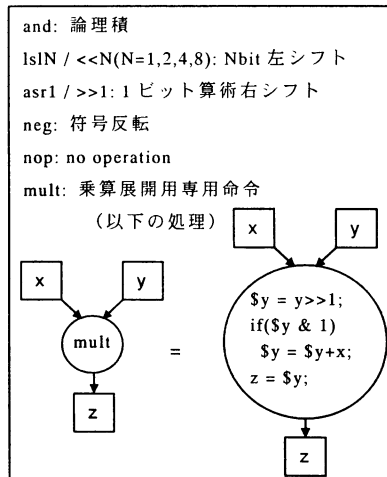 and: 論理積
lslN / <<N(N=1,2,4,8): Nbit 左シフト
asr1 / >>1: 1 ビット算術右シフト
neg: 符号反転
nop: no operation
mult: 乗算展開用専用命令
(以下の処理)
x
y
mult
z
=
x
y
$y = y>>1;
if($y & 1)
$y = $y+x;
z = $y;
z